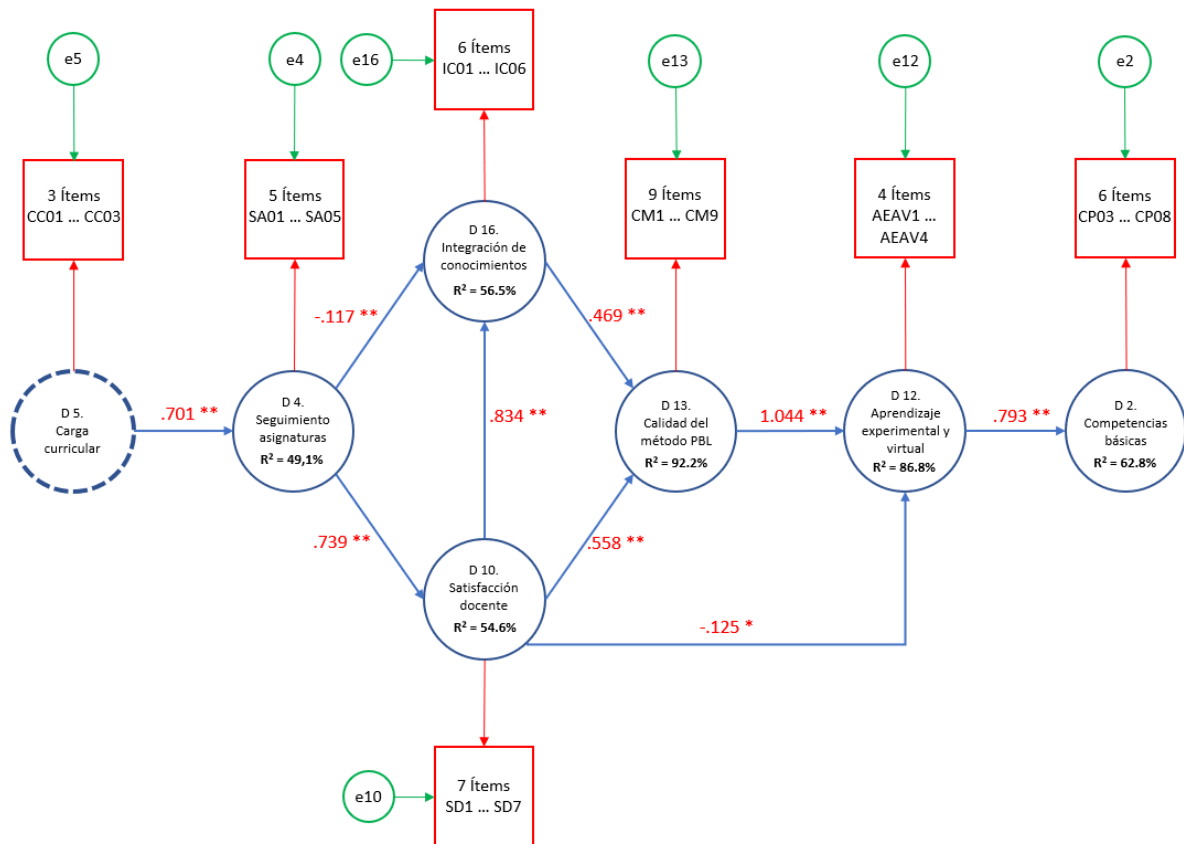 e5
e4
e16
6 Ítems
IC01 ... IC06
e13
e12
e2
3 Ítems
CC01 ... CC03
5 Ítems
SA01 ... SA05
9 Ítems
CM1 ... CM9
4 Ítems
AEAV1 ...
AEAV4
6 Ítems
CP03 ... CP08
D 16.
Integración de
conocimientos
R² = 56.5%
-.117 **
.469 **
D 5.
Carga
curricular
.701 **
D 4.
Seguimiento
asignaturas
R² = 49,1%
.834 **
D 13.
Calidad del
método PBL
R² = 92.2%
1.044 **
D 12.
Aprendizaje
experimental y
virtual
R² = 86.8%
.793 **
D 2.
Competencias
básicas
R² = 62.8%
.739 **
.558 **
D 10.
Satisfacción
docente
R² = 54.6%
-.125 *
e10
7 Ítems
SD1 ... SD7